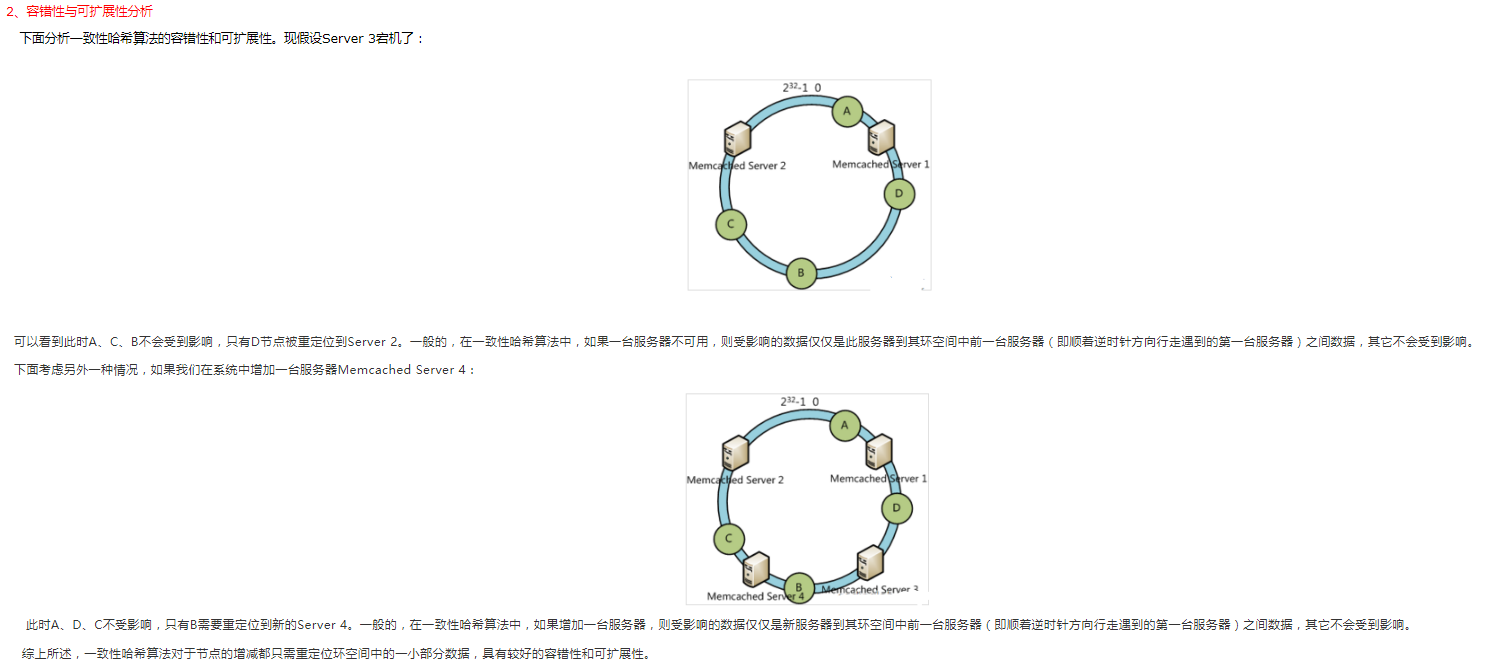 2、容错性与可扩展性分析
下面分析一致性哈希算法的容错性和可扩展性。现假设Server 3宕机了：
2³²-1 0
A
Memcached Server 2
Memcached Server 1
D
C
B
可以看到此时A、C、B不会受到影响，只有D节点被重定位到Server 2。一般的，在一致性哈希算法中，如果一台服务器不可用，则受影响的数据仅仅是此服务器到其环空间中前一台服务器（即顺着逆时针方向行走遇到的第一台服务器）之间数据，其它不会受到影响。
下面考虑另外一种情况，如果我们在系统中增加一台服务器Memcached Server 4：
2³²-1 0
A
Memcached Server 2
Memcached Server 1
D
C
B
Memcached Server 3
Memcached Server 4
此时A、D、C不受影响，只有B需要重定位到新的Server 4。一般的，在一致性哈希算法中，如果增加一台服务器，则受影响的数据仅仅是新服务器到其环空间中前一台服务器（即顺着逆时针方向行走遇到的第一台服务器）之间数据，其它不会受到影响。
综上所述，一致性哈希算法对于节点的增减都只需重定位环空间中的一小部分数据，具有较好的容错性和可扩展性。